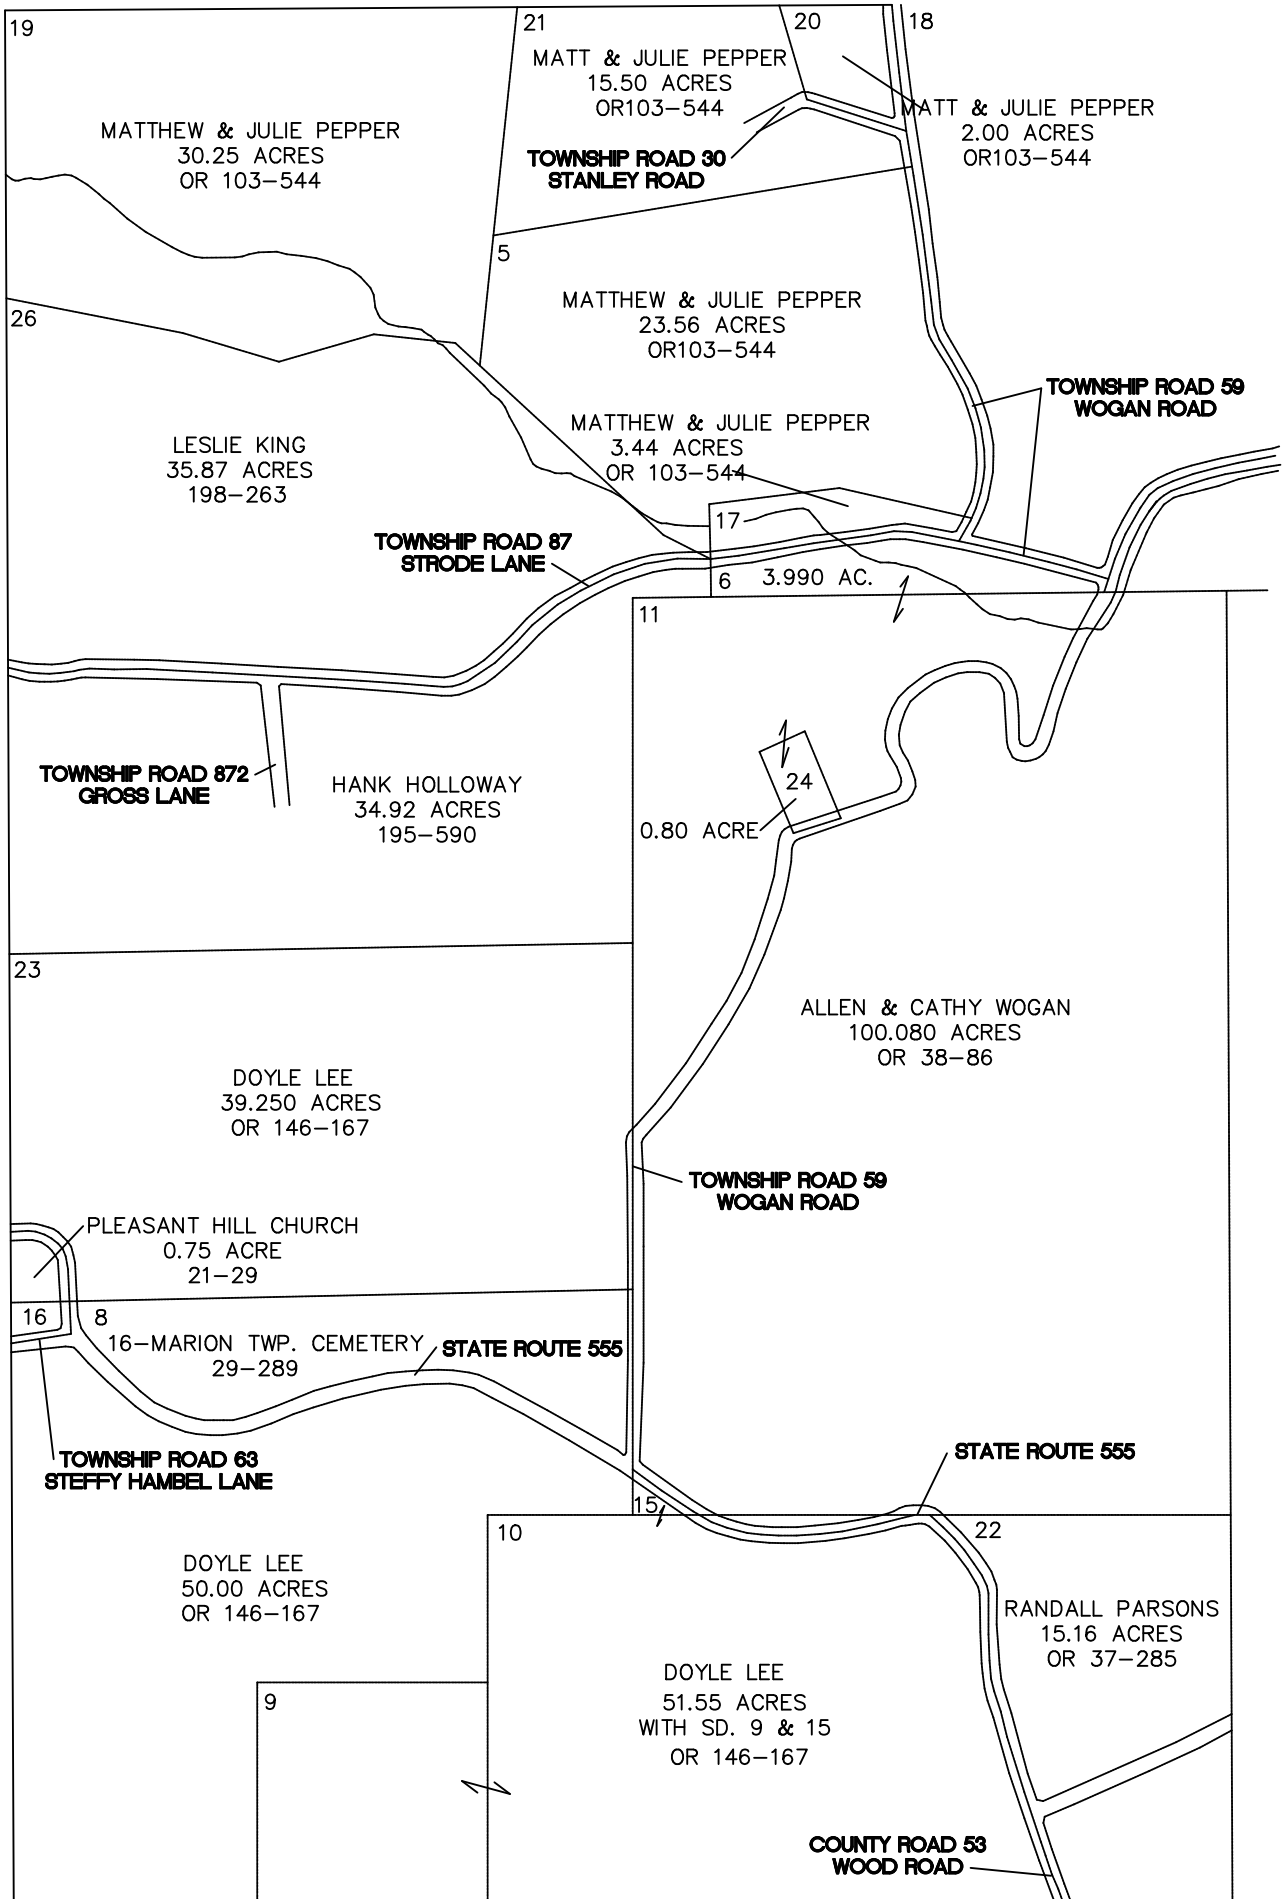 19
21
20
18
MATT & JULIE PEPPER
15.50 ACRES
OR103-544
MATT & JULIE PEPPER
2.00 ACRES
OR103-544
MATTHEW & JULIE PEPPER
30.25 ACRES
OR 103-544
TOWNSHIP ROAD 30
STANLEY ROAD
5
MATTHEW & JULIE PEPPER
23.56 ACRES
OR103-544
26
TOWNSHIP ROAD 59
WOGAN ROAD
MATTHEW & JULIE PEPPER
3.44 ACRES
OR 103-544
LESLIE KING
35.87 ACRES
198-263
17
TOWNSHIP ROAD 87
STRODE LANE
6
3.990 AC.
11
TOWNSHIP ROAD 872
GROSS LANE
HANK HOLLOWAY
34.92 ACRES
195-590
24
0.80 ACRE
23
ALLEN & CATHY WOGAN
100.080 ACRES
OR 38-86
DOYLE LEE
39.250 ACRES
OR 146-167
TOWNSHIP ROAD 59
WOGAN ROAD
PLEASANT HILL CHURCH
0.75 ACRE
21-29
16
8
16-MARION TWP. CEMETERY
29-289
STATE ROUTE 555
TOWNSHIP ROAD 63
STEFFY HAMBEL LANE
STATE ROUTE 555
15
10
22
DOYLE LEE
50.00 ACRES
OR 146-167
RANDALL PARSONS
15.16 ACRES
OR 37-285
9
DOYLE LEE
51.55 ACRES
WITH SD. 9 & 15
OR 146-167
COUNTY ROAD 53
WOOD ROAD